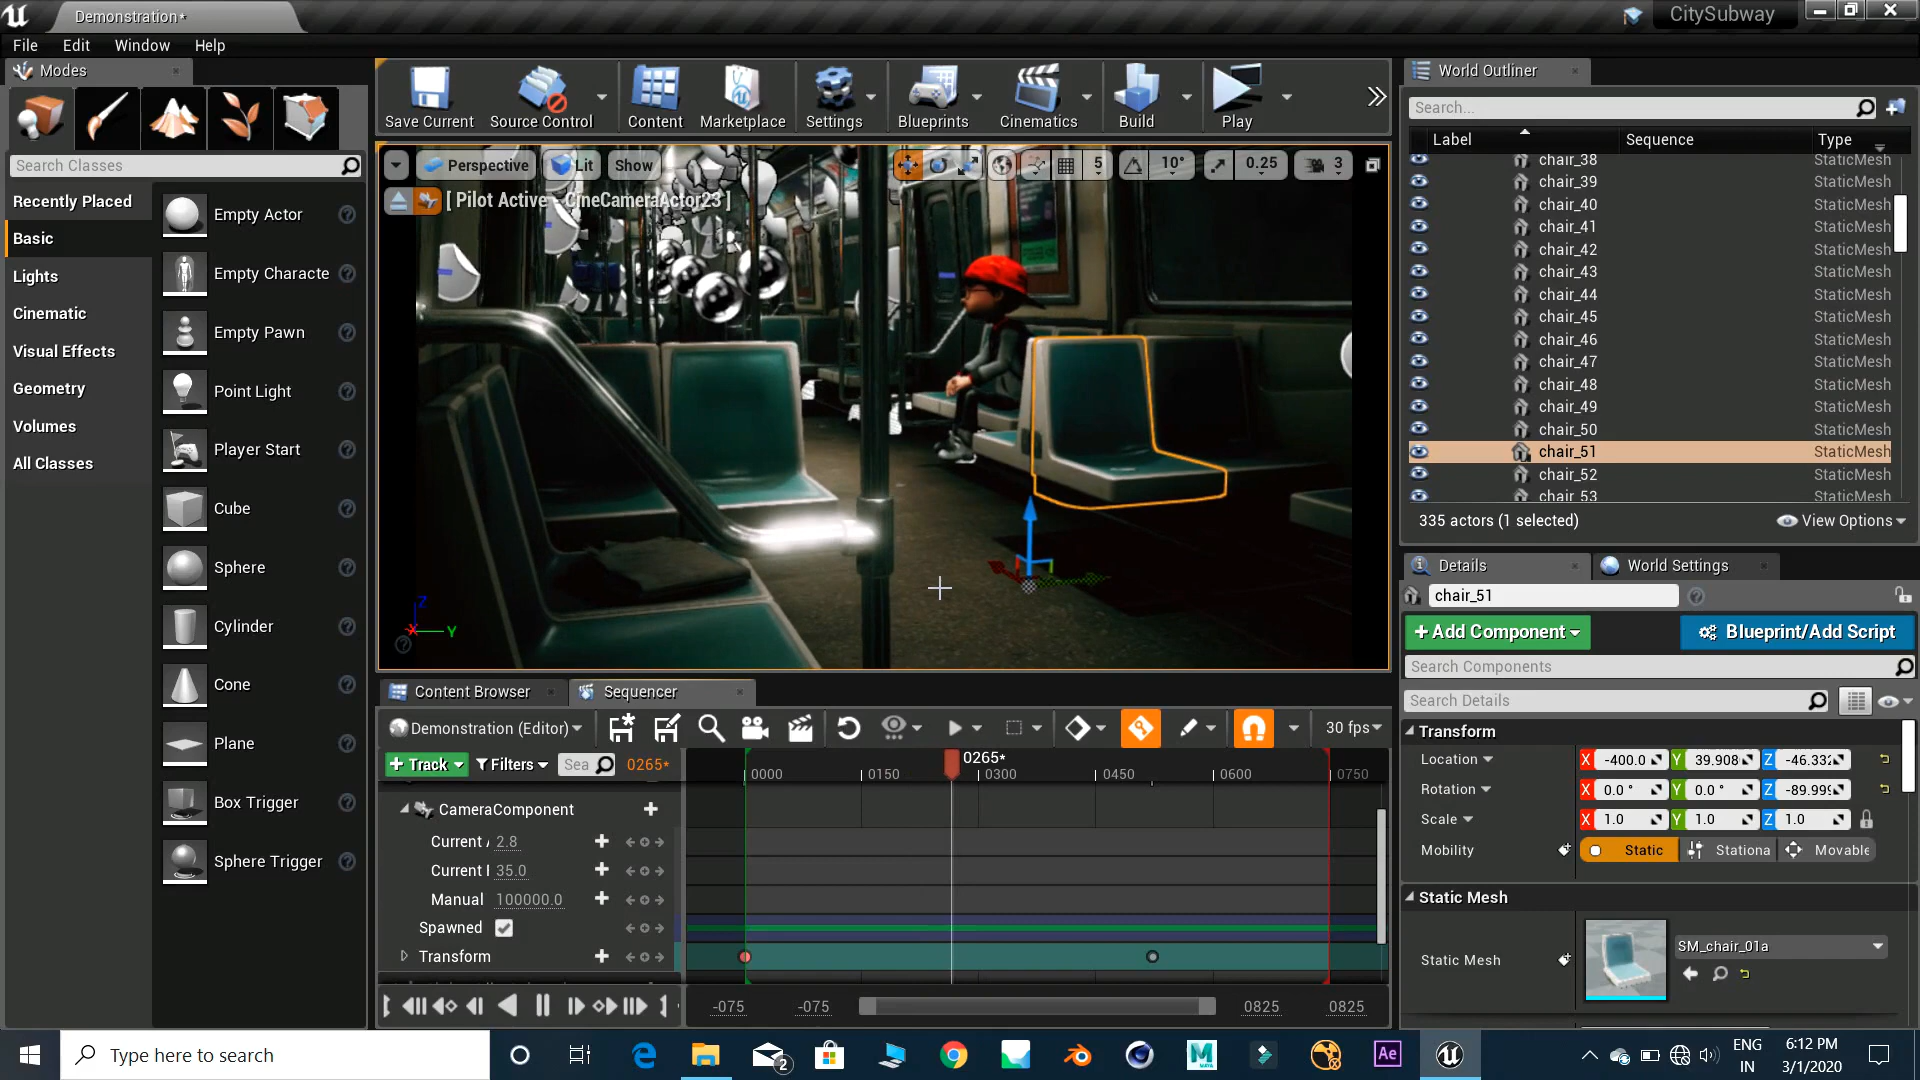 Demonstration*
CitySubway
File Edit Window Help
Modes
Search Classes
Recently Placed
Basic
Lights
Cinematic
Visual Effects
Geometry
Volumes
All Classes
Empty Actor
Empty Characte
Empty Pawn
Point Light
Player Start
Cube
Sphere
Cylinder
Cone
Plane
Box Trigger
Sphere Trigger
Save Current Source Control Content Marketplace Settings Blueprints Cinematics Build Play
Perspective Lit Show 5 10° 0.25 3
[ Pilot Active - CineCameraActor23 ]
Z
X Y
Content Browser Sequencer
Demonstration (Editor) 30 fps
+ Track Filters Sea 0265*
0265*
0000 0150 0300 0450 0600 0750
CameraComponent
Current 2.8
Current 35.0
Manual 100000.0
Spawned
Transform
-075 -075 0825 0825
World Outliner
Search...
Label Sequence Type
chair_38 StaticMesh
chair_39 StaticMesh
chair_40 StaticMesh
chair_41 StaticMesh
chair_42 StaticMesh
chair_43 StaticMesh
chair_44 StaticMesh
chair_45 StaticMesh
chair_46 StaticMesh
chair_47 StaticMesh
chair_48 StaticMesh
chair_49 StaticMesh
chair_50 StaticMesh
chair_51 StaticMesh
chair_52 StaticMesh
chair_53 StaticMesh
335 actors (1 selected) View Options
Details World Settings
chair_51
+ Add Component Blueprint/Add Script
Search Components
Search Details
Transform
Location X -400.0 Y 39.908 Z -46.332
Rotation X 0.0 ° Y 0.0 ° Z -89.999
Scale X 1.0 Y 1.0 Z 1.0
Mobility Static Stationa Movable
Static Mesh
Static Mesh SM_chair_01a
Type here to search
2
Ae
ENG
IN
6:12 PM
3/1/2020